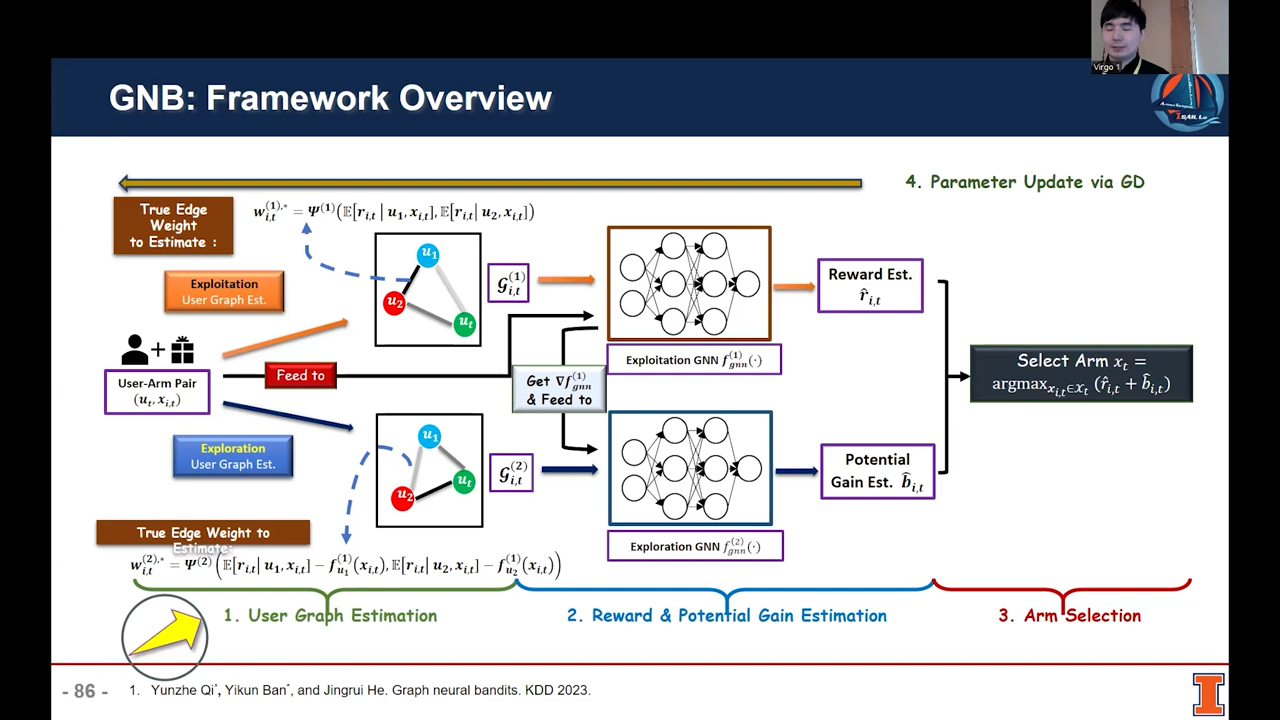 Virgo 1
GNB: Framework Overview
iSAIL Lab
4. Parameter Update via GD
True Edge
Weight
to Estimate :
w_{i,t}^{(1),*} = Ψ^{(1)}(𝔼[r_{i,t} | u_1, x_{i,t}], 𝔼[r_{i,t} | u_2, x_{i,t}])
Exploitation
User Graph Est.
u_1
u_2
u_t
𝒢_{i,t}^{(1)}
Exploitation GNN f_{gnn}^{(1)}(·)
Reward Est.
r̂_{i,t}
+
User-Arm Pair
(u_t, x_{i,t})
Feed to
Get ∇f_{gnn}^{(1)}
& Feed to
Select Arm x_t =
argmax_{x_{i,t}∈x_t} (r̂_{i,t} + b̂_{i,t})
Exploration
User Graph Est.
u_1
u_2
u_t
𝒢_{i,t}^{(2)}
Exploration GNN f_{gnn}^{(2)}(·)
Potential
Gain Est. b̂_{i,t}
True Edge Weight to
Estimate:
w_{i,t}^{(2),*} = Ψ^{(2)}(𝔼[r_{i,t} | u_1, x_{i,t}] − f_{u_1}^{(1)}(x_{i,t}), 𝔼[r_{i,t} | u_2, x_{i,t}] − f_{u_2}^{(1)}(x_{i,t}))
1. User Graph Estimation
2. Reward & Potential Gain Estimation
3. Arm Selection
- 86 -
1. Yunzhe Qi*, Yikun Ban*, and Jingrui He. Graph neural bandits. KDD 2023.